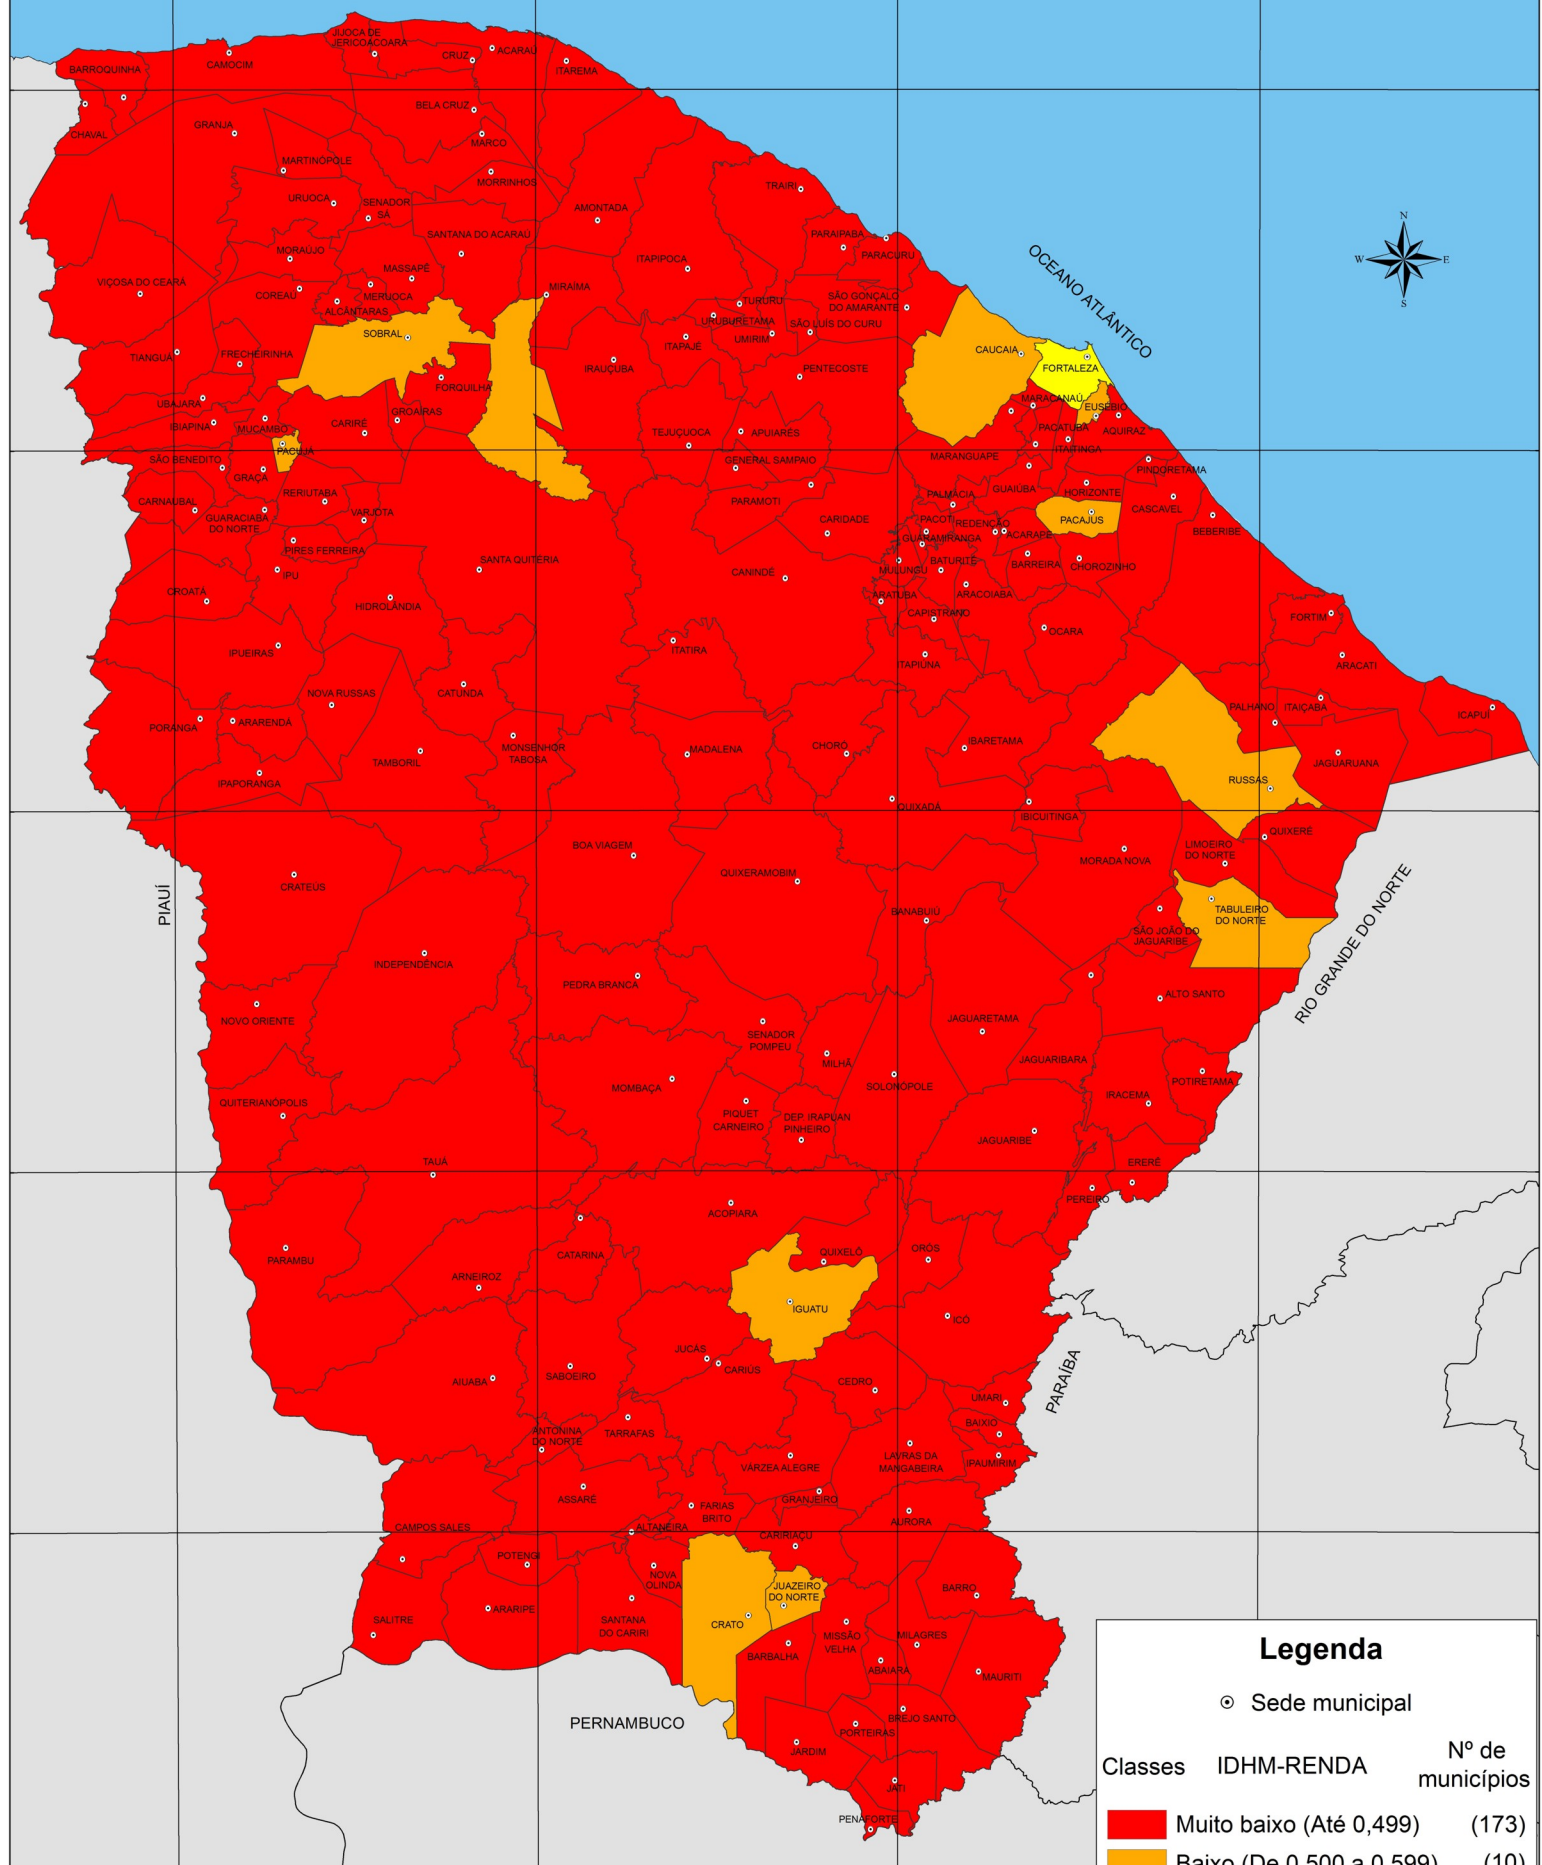 JIJOCA DE
JERICOACOARA
CRUZ
ACARAÚ
ITAREMA
BARROQUINHA
CAMOCIM
CHAVAL
GRANJA
BELA CRUZ
MARCO
MARTINÓPOLE
MORRINHOS
URUOCA
SENADOR
SÁ
AMONTADA
TRAIRI
SANTANA DO ACARAÚ
PARAIPABA
PARACURU
MORAÚJO
ITAPIPOCA
MASSAPÊ
VIÇOSA DO CEARÁ
COREAU
MERUOCA
MIRAÍMA
ALCÂNTARAS
TURURU
SÃO GONÇALO
DO AMARANTE
URUBURETAMA
SÃO LUÍS DO CURU
SOBRAL
UMIRIM
ITAPAJÉ
OCEANO ATLÂNTICO
N
W
E
S
TIANGUA
FRECHEIRINHA
IRAUÇUBA
PENTECOSTE
CAUCAIA
FORTALEZA
FORQUILHA
UBAJARA
MARACANAÚ
EUSÉBIO
IBIAPINA
MUCAMBO
CARIRÉ
GROAÍRAS
TEJUÇUOCA
APUIARÉS
PACATUBA
AQUIRAZ
PACUJÁ
ITAITINGA
SÃO BENEDITO
GENERAL SAMPAIO
MARANGUAPE
PINDORETAMA
GRAÇA
CARNAUBAL
RERIUTABA
PARAMOTI
PALMÁCIA
GUAIÚBA
HORIZONTE
GUARACIABA
DO NORTE
VARJOTA
CARIDADE
PACOTI
REDENÇÃO
PACAJUS
CASCAVEL
GUARAMIRANGA
ACARAPE
BEBERIBE
PIRES FERREIRA
SANTA QUITERIA
CANINDÉ
MULUNGU
BATURITÉ
BARREIRA
CHOROZINHO
IPU
CROATÁ
HIDROLÂNDIA
ARATUBA
ARACOIABA
CAPISTRANO
FORTIM
OCARA
IPUEIRAS
ITATIRA
ITAPIÚNA
ARACATI
NOVA RUSSAS
CATUNDA
PALHANO
ITAIÇABA
ICAPUÍ
PORANGA
ARARENDÁ
MONSENHOR
TABOSA
MADALENA
CHORÓ
IBARETAMA
TAMBORIL
JAGUARUANA
IPAPORANGA
RUSSAS
QUIXADÁ
IBICUITINGA
QUIXERÉ
BOA VIAGEM
LIMOEIRO
DO NORTE
MORADA NOVA
CRATEÚS
QUIXERAMOBIM
PIAUÍ
BANABUIÚ
TABULEIRO
DO NORTE
SÃO JOÃO DO
JAGUARIBE
RIO GRANDE DO NORTE
INDEPENDÊNCIA
PEDRA BRANCA
ALTO SANTO
NOVO ORIENTE
SENADOR
POMPEU
JAGUARETAMA
MILHÃ
JAGUARIBARA
MOMBAÇA
SOLONÓPOLE
POTIRETAMA
QUITERIANÓPOLIS
IRACEMA
PIQUET
CARNEIRO
DEP. IRAPUAN
PINHEIRO
JAGUARIBE
TAUÁ
ERERÊ
PEREIRO
ACOPIARA
PARAMBU
CATARINA
QUIXELÔ
ORÓS
ARNEIROZ
IGUATU
ICÓ
JUCÁS
CARIÚS
PARAÍBA
AIUABA
SABOEIRO
CEDRO
UMARI
BAIXIO
ANTONINA
DO NORTE
TARRAFAS
VÁRZEA ALEGRE
LAVRAS DA
MANGABEIRA
IPAUMIRIM
ASSARÉ
FARIAS
BRITO
GRANJEIRO
AURORA
CAMPOS SALES
ALTANEIRA
CARIRIAÇU
POTENGI
NOVA
OLINDA
JUAZEIRO
DO NORTE
BARRO
SALITRE
ARARIPE
SANTANA
DO CARIRI
CRATO
MISSÃO
VELHA
MILAGRES
BARBALHA
ABAIARA
MAURITI
PERNAMBUCO
PORTEIRAS
BREJO SANTO
JARDIM
JATI
PENAFORTE
Legenda
Sede municipal
Classes IDHM-RENDA Nº de
municípios
Muito baixo (Até 0,499) (173)
Baixo (De 0,500 a 0,599) (10)